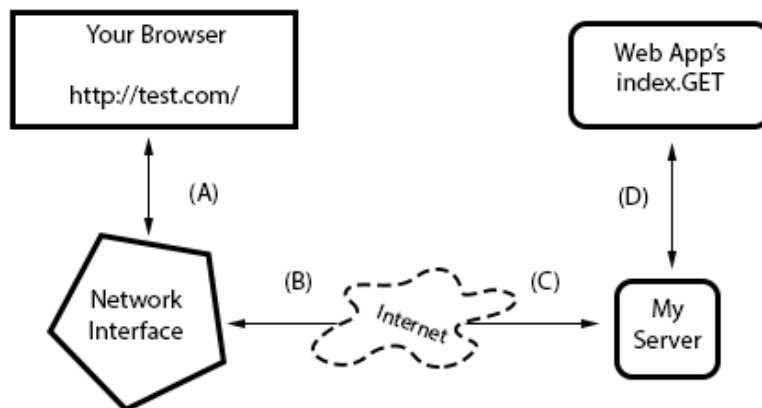 Your Browser
http://test.com/
Web App's
index.GET
(A)
(D)
Network
Interface
(B)
Internet
(C)
My
Server